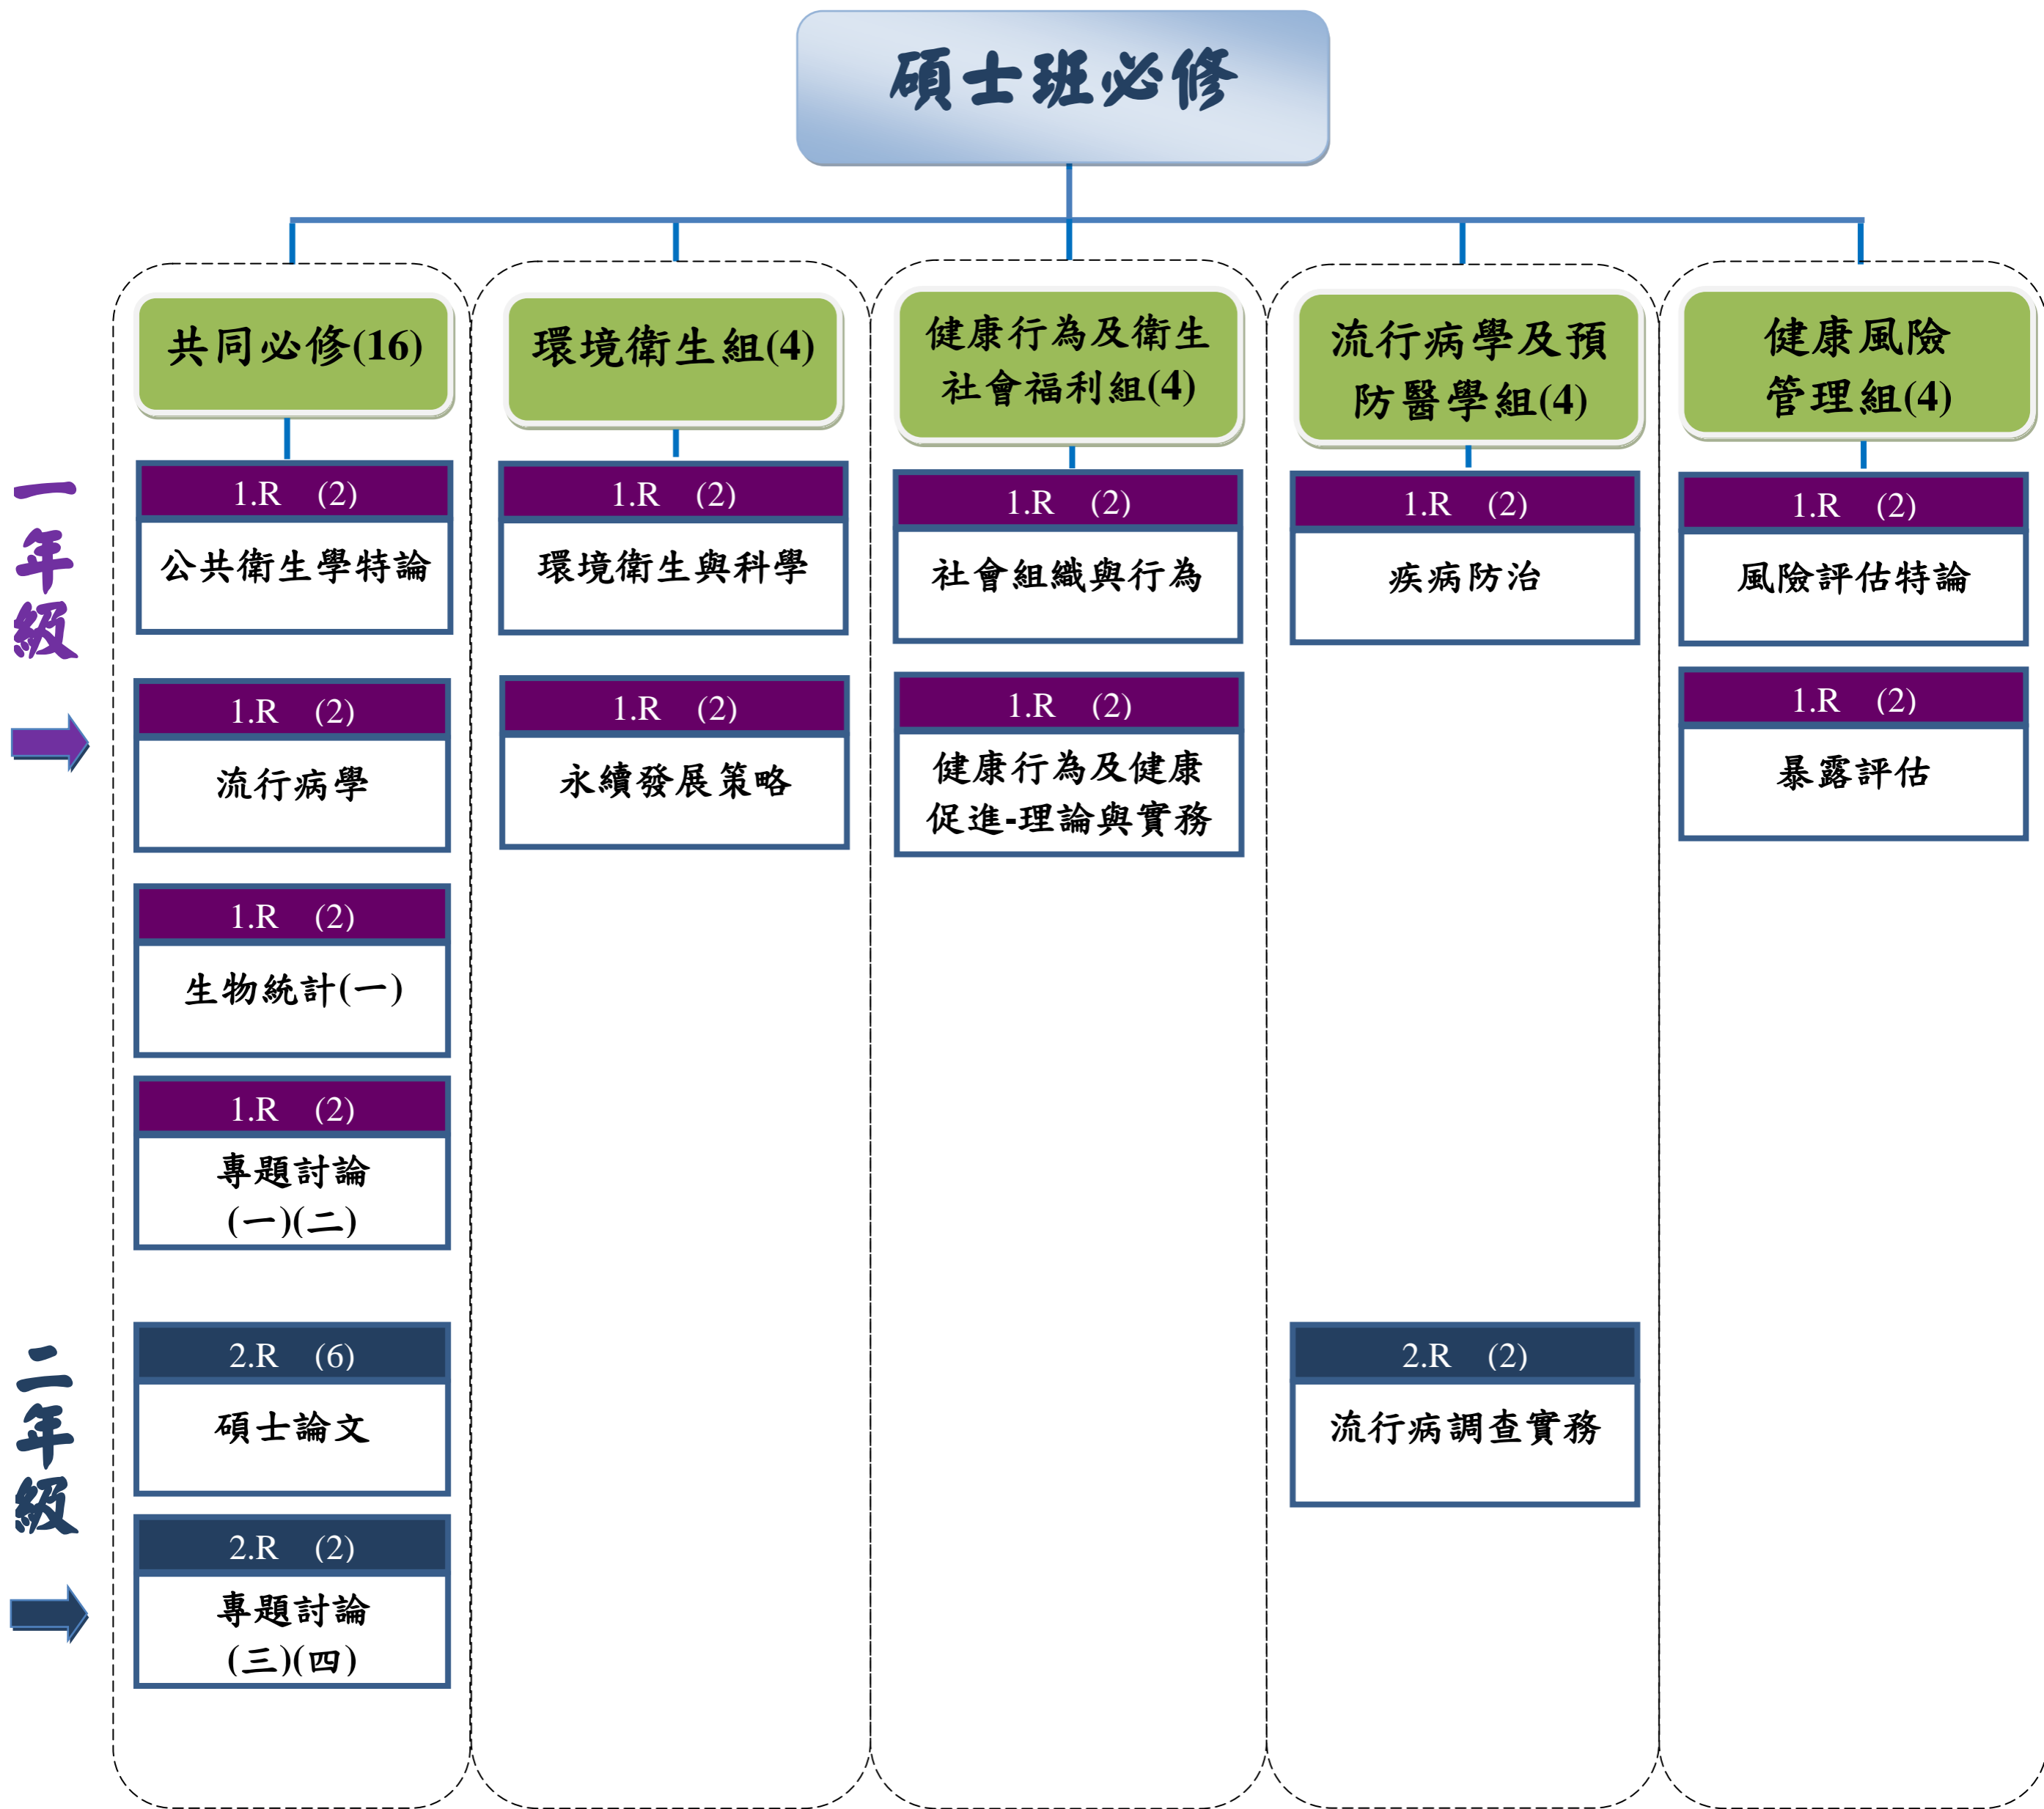 碩士班必修
共同必修(16)
環境衛生組(4)
健康行為及衛生
社會福利組(4)
流行病學及預
防醫學組(4)
健康風險
管理組(4)
一年級
1.R (2)
公共衛生學特論
1.R (2)
環境衛生與科學
1.R (2)
社會組織與行為
1.R (2)
疾病防治
1.R (2)
風險評估特論
1.R (2)
流行病學
1.R (2)
永續發展策略
1.R (2)
健康行為及健康
促進-理論與實務
1.R (2)
暴露評估
1.R (2)
生物統計(一)
1.R (2)
專題討論
(一)(二)
二年級
2.R (6)
碩士論文
2.R (2)
流行病調查實務
2.R (2)
專題討論
(三)(四)